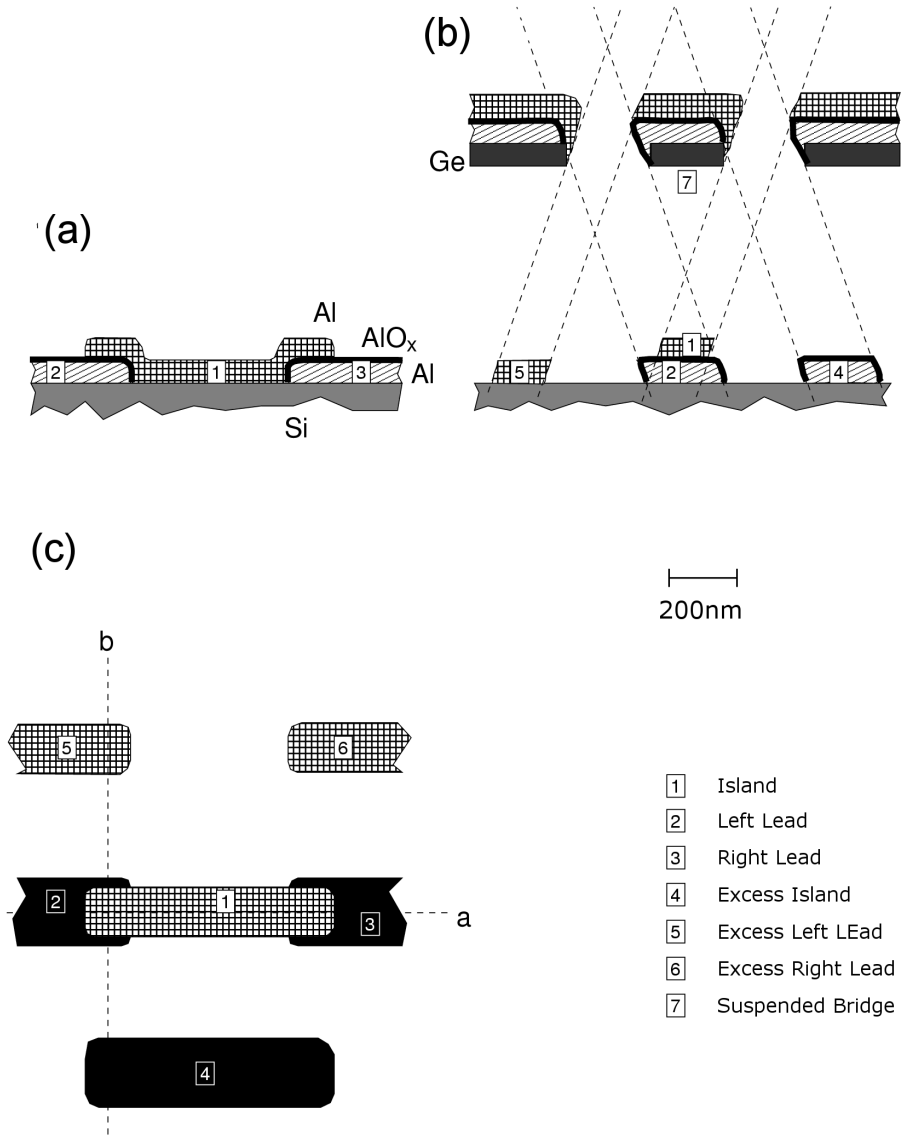 (b)
Ge
7
(a)
Al
AlOx
2
1
3
Al
Si
1
5
2
4
(c)
200nm
b
5
6
2
1
3
a
4
1 Island
2 Left Lead
3 Right Lead
4 Excess Island
5 Excess Left LEad
6 Excess Right Lead
7 Suspended Bridge